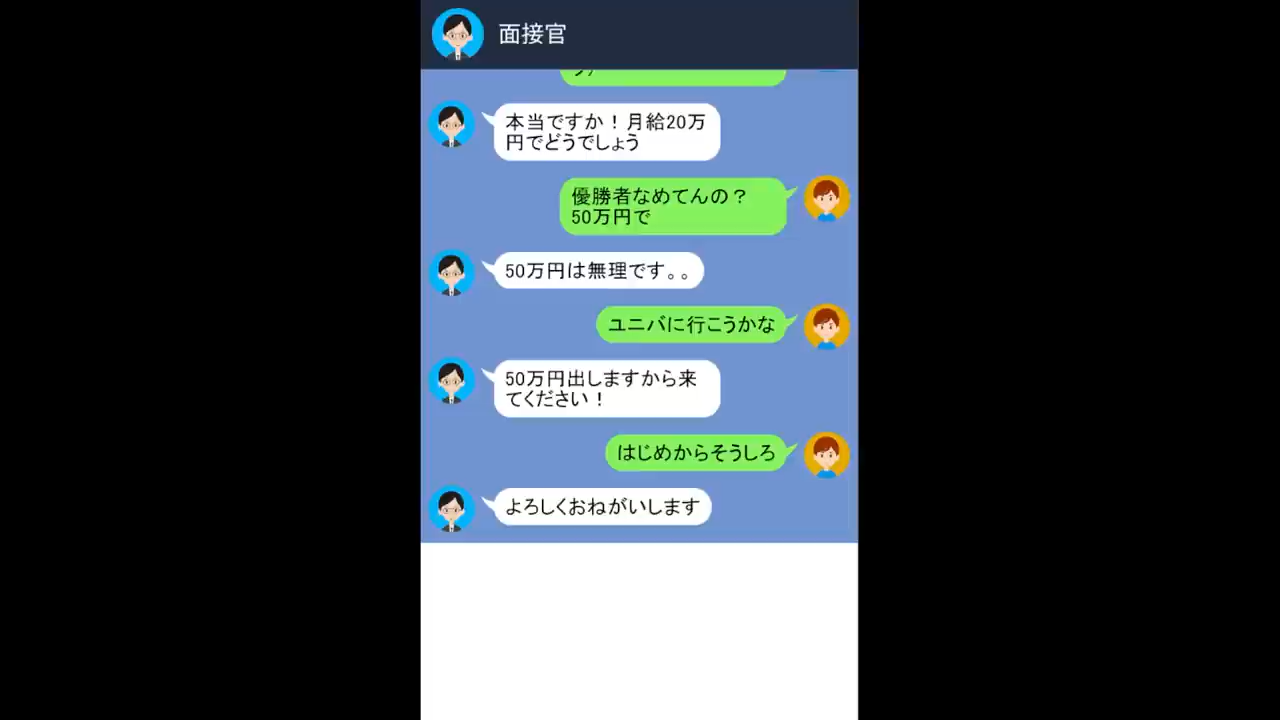 面接官
本当ですか！月給20万
円でどうでしょう
優勝者なめてんの？
50万円で
50万円は無理です。。
ユニバに行こうかな
50万円出しますから来
てください！
はじめからそうしろ
よろしくおねがいします